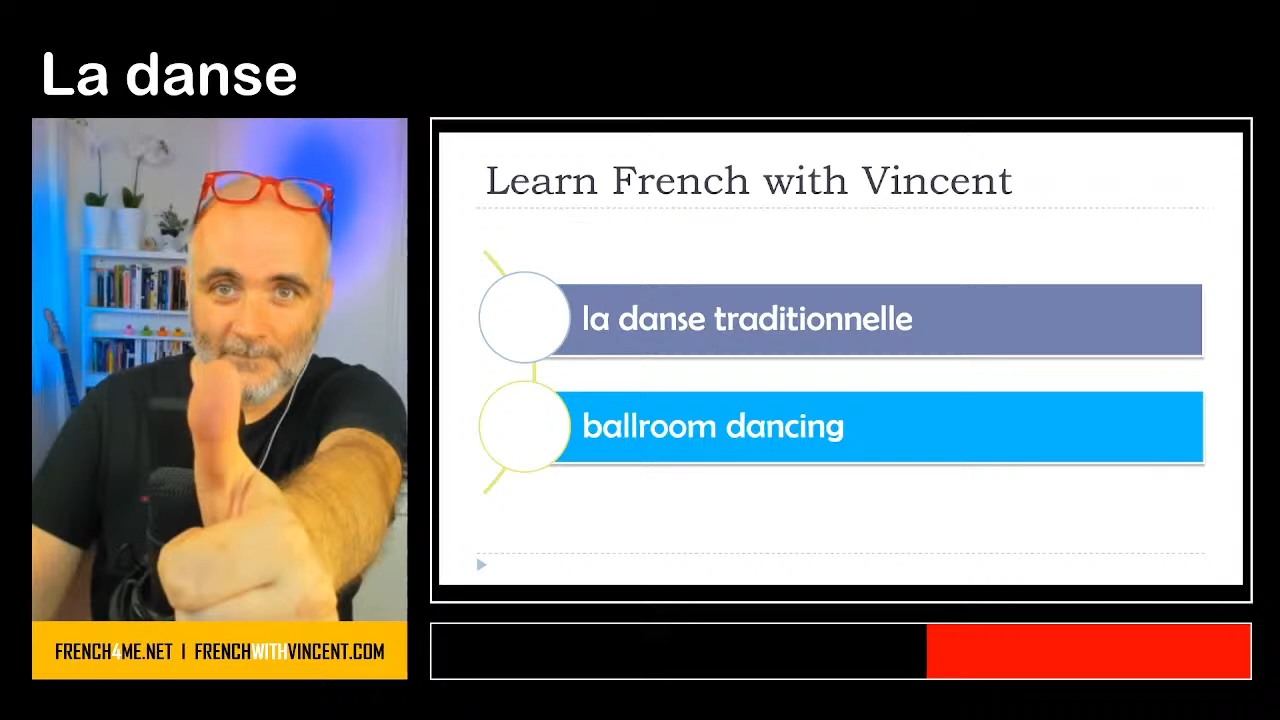 La danse
Learn French with Vincent
la danse traditionnelle
ballroom dancing
FRENCH4ME.NET I FRENCHWITHVINCENT.COM